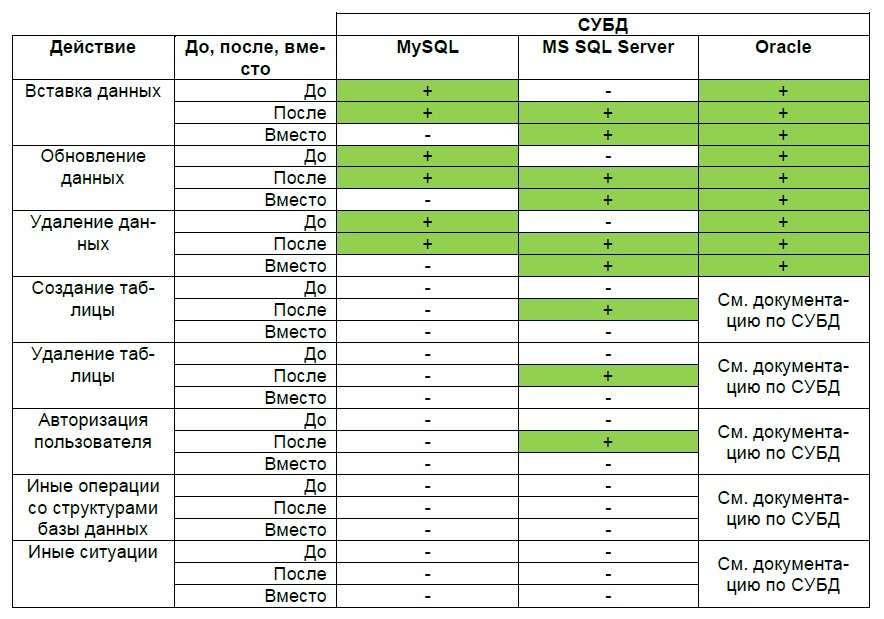 СУБД
Действие До, после, вме-
сто MySQL MS SQL Server Oracle
Вставка данных До + - +
После + + +
Вместо - + +
Обновление До + - +
данных После + + +
Вместо - + +
Удаление дан- До + - +
ных После + + +
Вместо - + +
Создание таб- До - - См. документа-
лицы После - + цию по СУБД
Вместо - -
Удаление таб- До - - См. документа-
лицы После - + цию по СУБД
Вместо - -
Авторизация До - - См. документа-
пользователя После - + цию по СУБД
Вместо - -
Иные операции До - - См. документа-
со структурами После - - цию по СУБД
базы данных Вместо - -
Иные ситуации До - - См. документа-
После - - цию по СУБД
Вместо - -